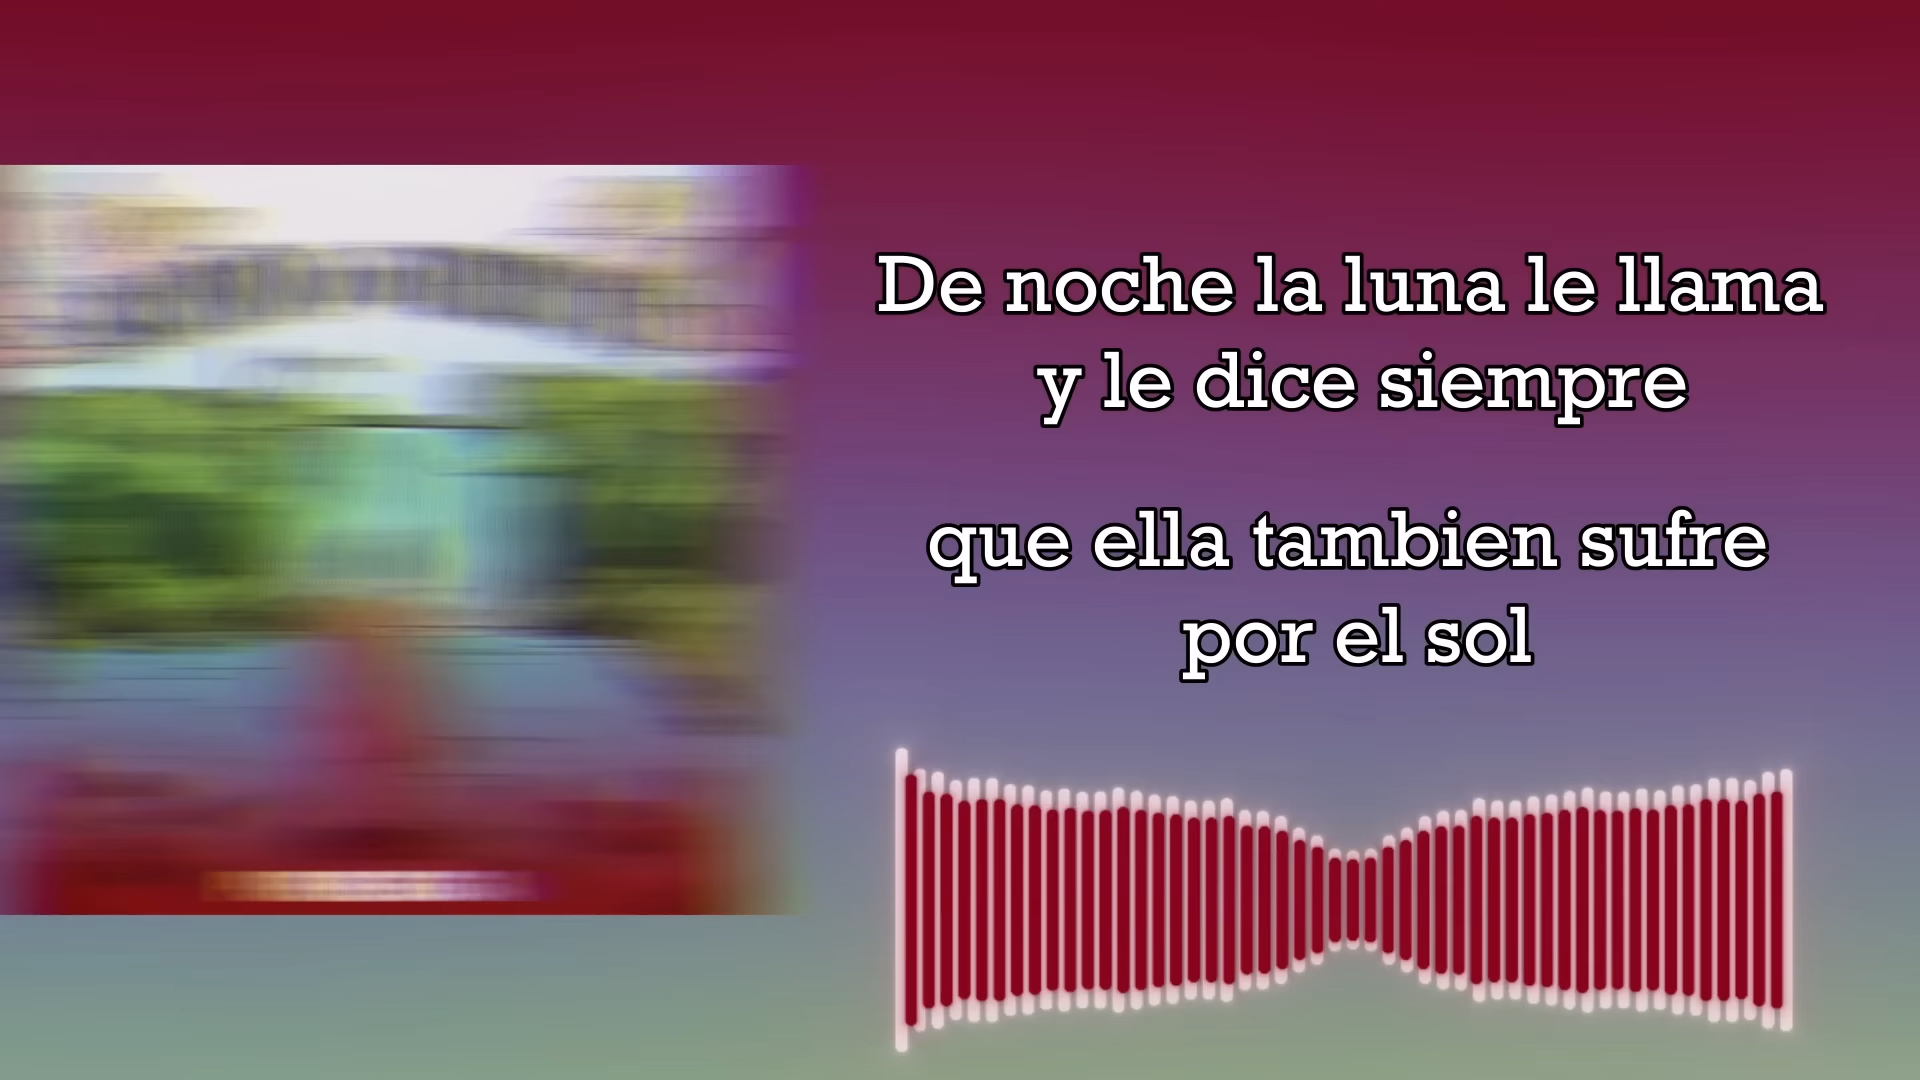 De noche la luna le llama
y le dice siempre
que ella tambien sufre
por el sol